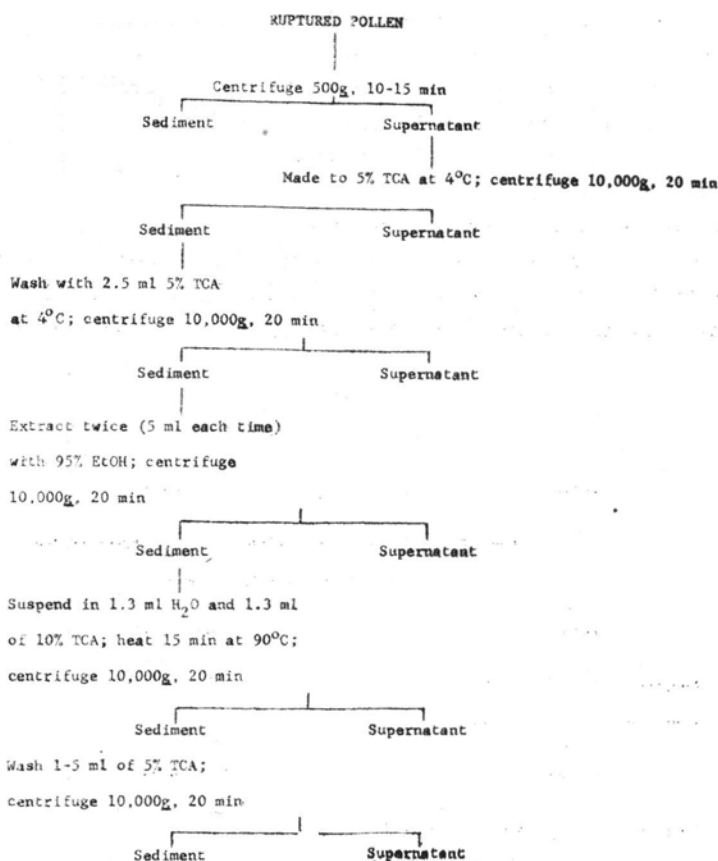 RUPTURED POLLEN
Centrifuge 500g, 10-15 min
Sediment Supernatant
Made to 5% TCA at 4°C; centrifuge 10,000g, 20 min
Sediment Supernatant
Wash with 2.5 ml 5% TCA
at 4°C; centrifuge 10,000g, 20 min
Sediment Supernatant
Extract twice (5 ml each time)
with 95% EtOH; centrifuge
10,000g, 20 min
Sediment Supernatant
Suspend in 1.3 ml H₂O and 1.3 ml
of 10% TCA; heat 15 min at 90°C;
centrifuge 10,000g, 20 min
Sediment Supernatant
Wash 1-5 ml of 5% TCA;
centrifuge 10,000g, 20 min
Sediment Supernatant